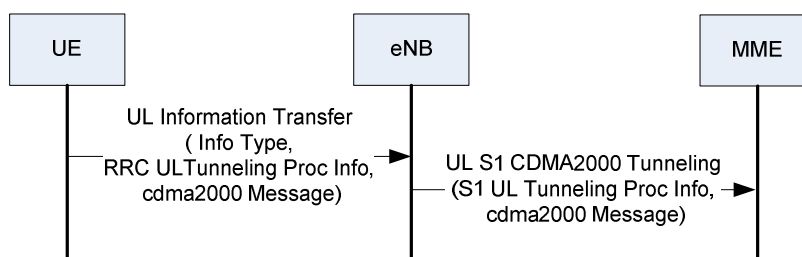 UE
eNB
MME
UL Information Transfer
( Info Type,
RRC ULTunneling Proc Info,
cdma2000 Message)
UL S1 CDMA2000 Tunneling
(S1 UL Tunneling Proc Info,
cdma2000 Message)